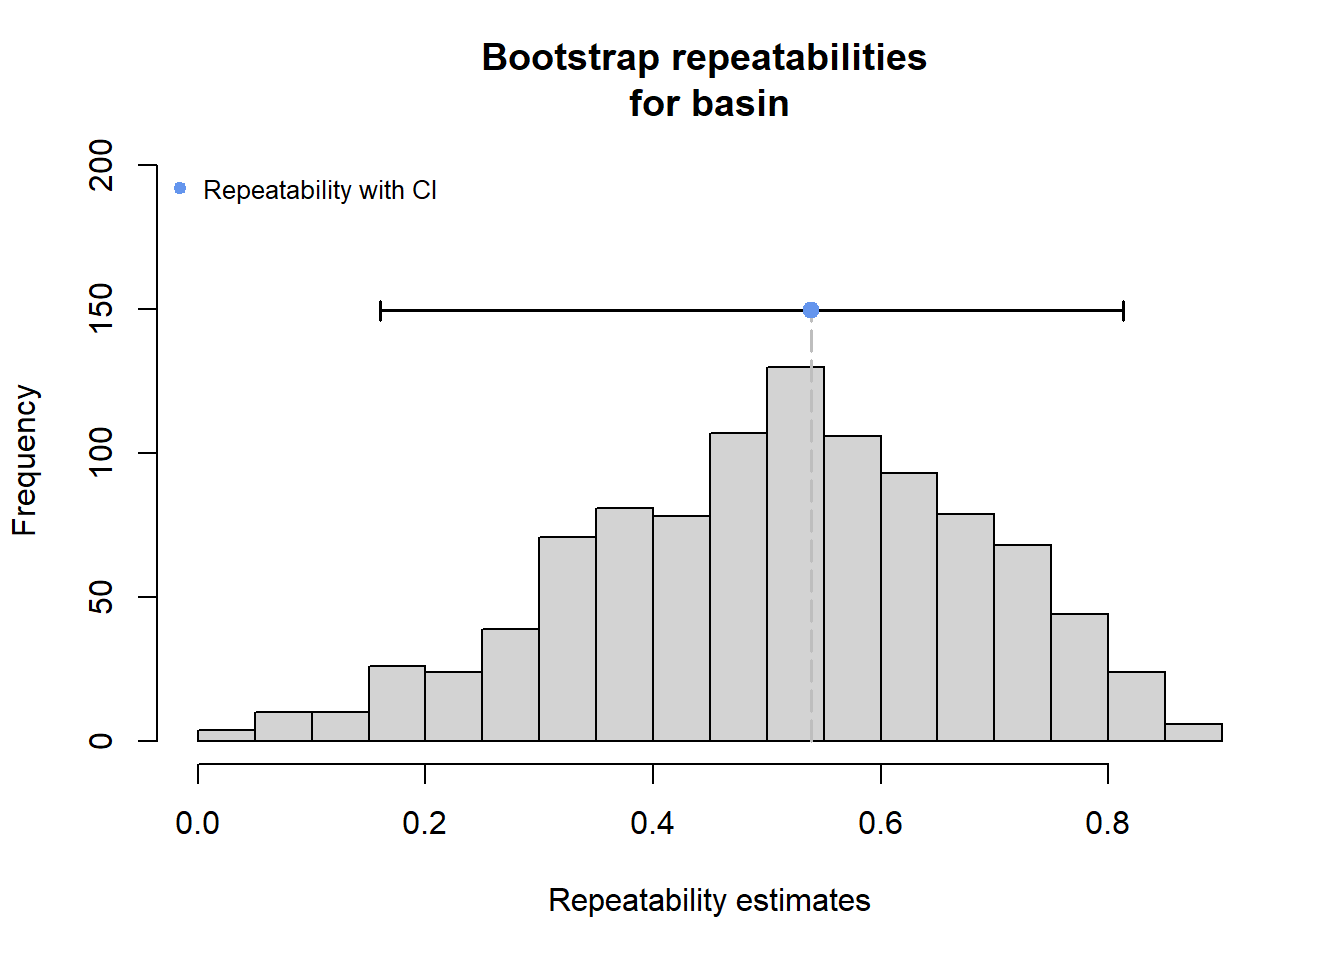 Bootstrap repeatabilities
for basin
Repeatability with CI
Frequency
200
150
100
50
0
0.0 0.2 0.4 0.6 0.8
Repeatability estimates